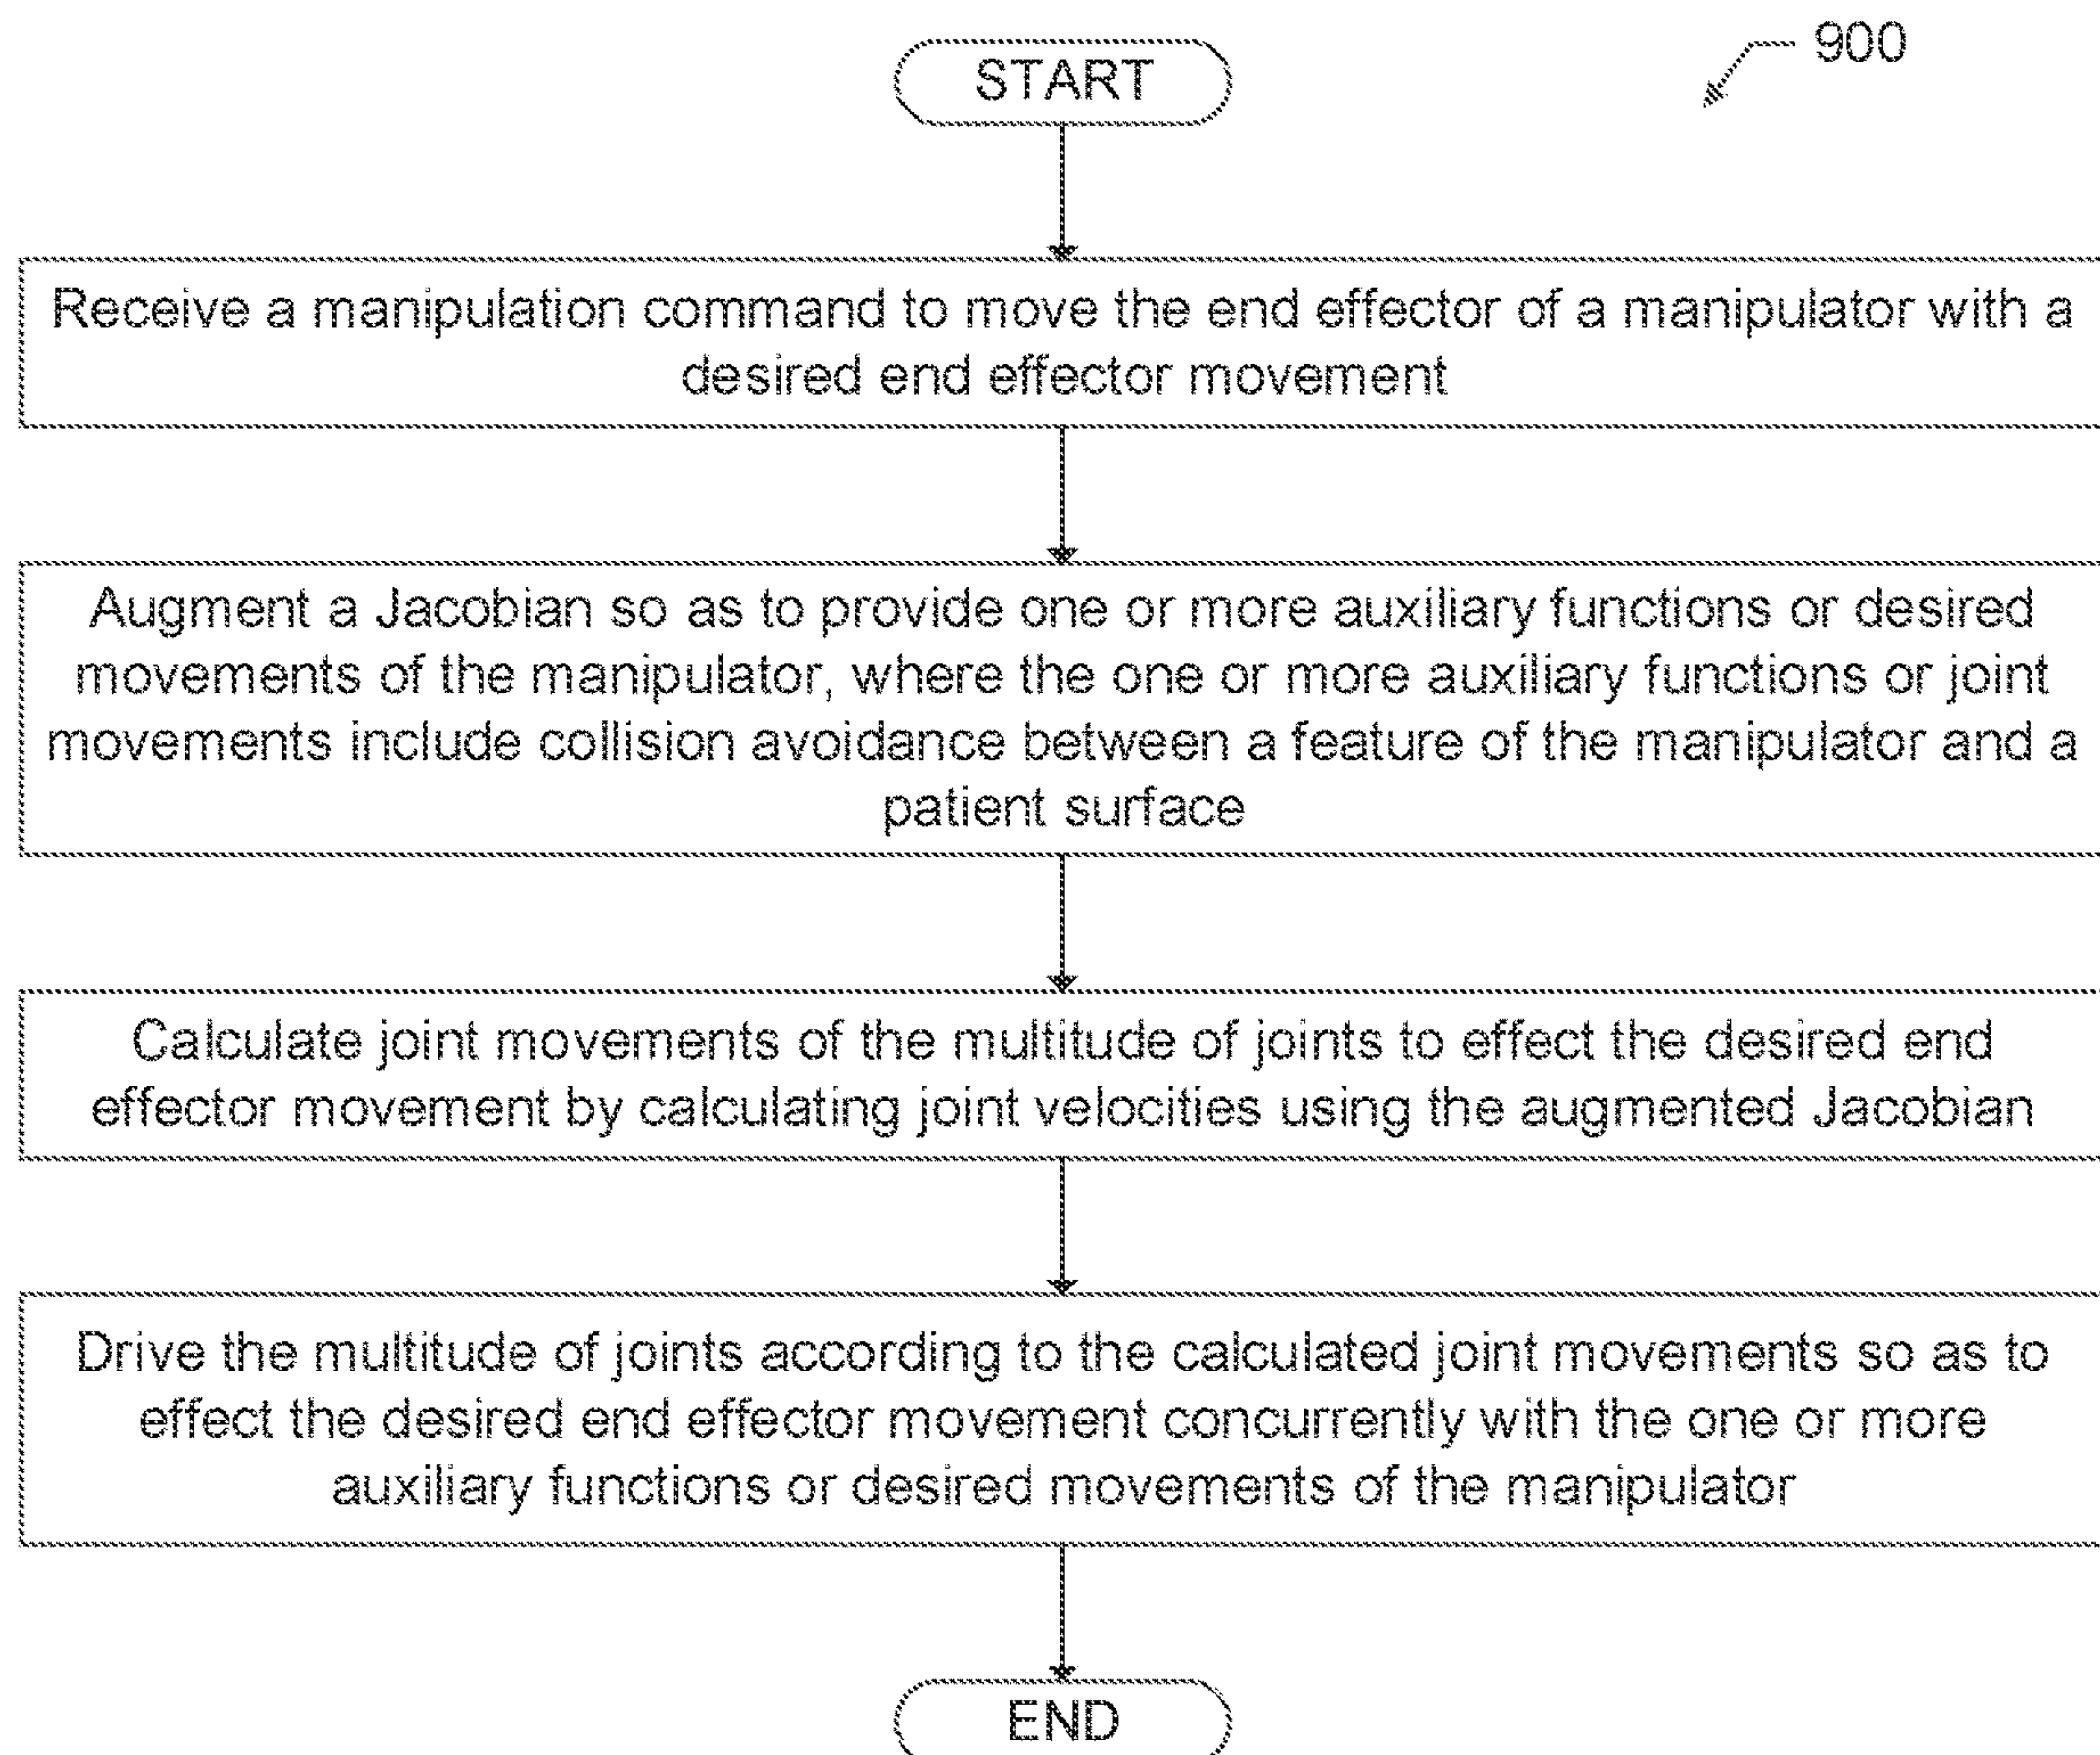 START
900
Receive a manipulation command to move the end effector of a manipulator with a
desired end effector movement
Augment a Jacobian so as to provide one or more auxiliary functions or desired
movements of the manipulator, where the one or more auxiliary functions or joint
movements include collision avoidance between a feature of the manipulator and a
patient surface
Calculate joint movements of the multitude of joints to effect the desired end
effector movement by calculating joint velocities using the augmented Jacobian
Drive the multitude of joints according to the calculated joint movements so as to
effect the desired end effector movement concurrently with the one or more
auxiliary functions or desired movements of the manipulator
END